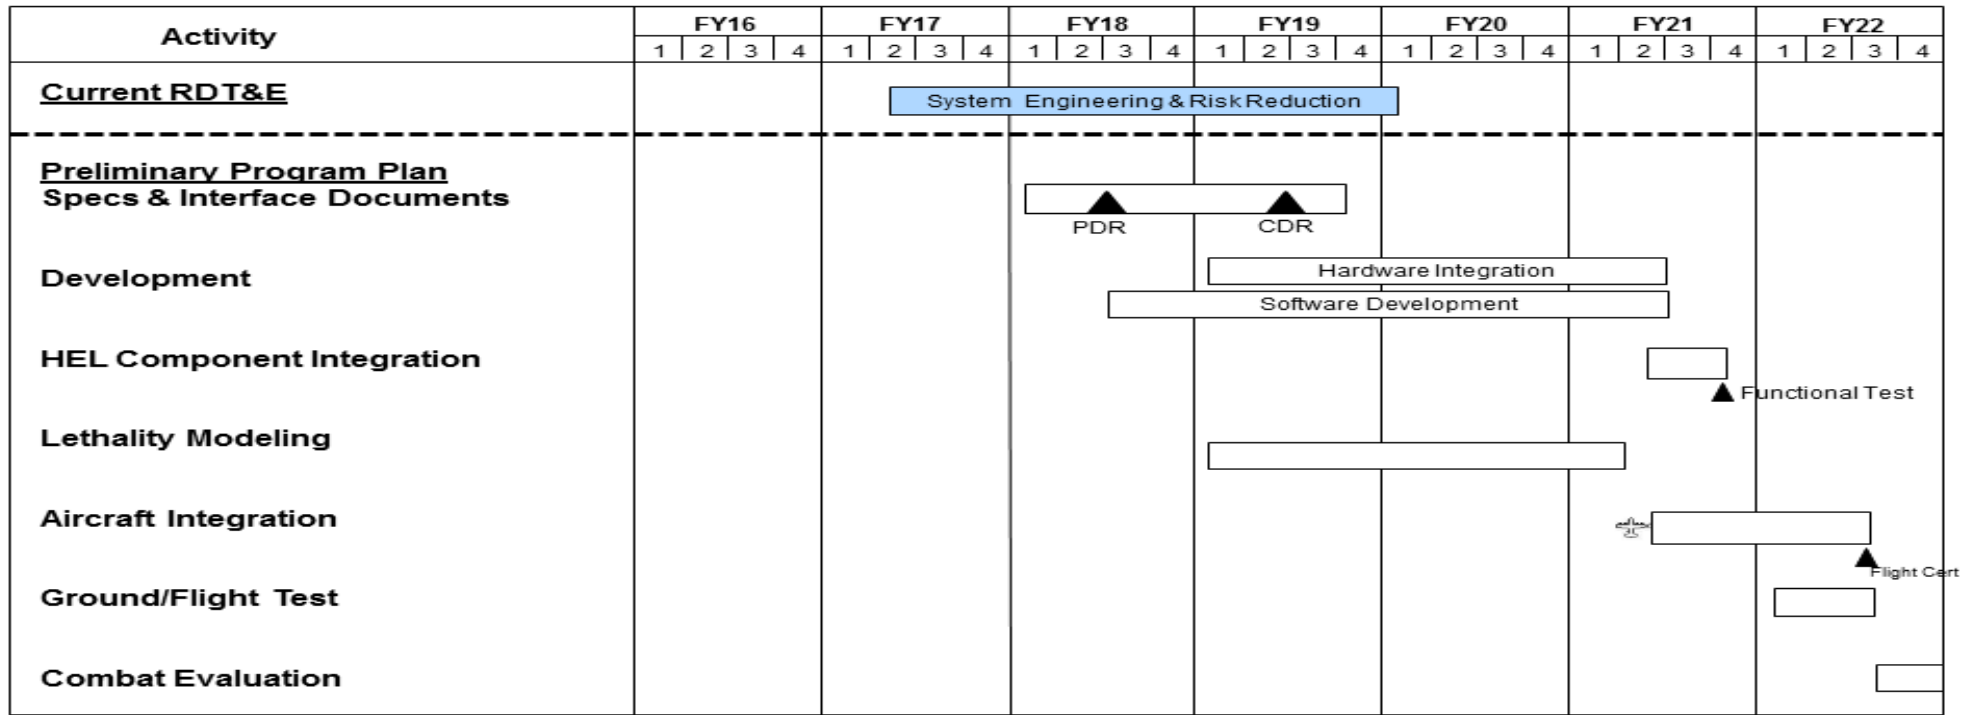 Activity
FY16 FY17 FY18 FY19 FY20 FY21 FY22
1 2 3 4 1 2 3 4 1 2 3 4 1 2 3 4 1 2 3 4 1 2 3 4 1 2 3 4
Current RDT&E
System Engineering & Risk Reduction
Preliminary Program Plan
Specs & Interface Documents
PDR CDR
Development
Hardware Integration
Software Development
HEL Component Integration
Functional Test
Lethality Modeling
Aircraft Integration
Flight Cert
Ground/Flight Test
Combat Evaluation